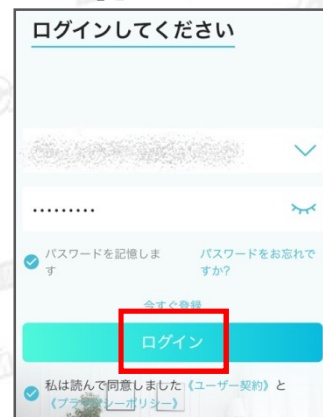 ログインしてください
·········
パスワードを記憶しま
す
パスワードをお忘れで
すか?
今すぐ登録
ログイン
私は読んで同意しました《ユーザー契約》と
《プライバシーポリシー》